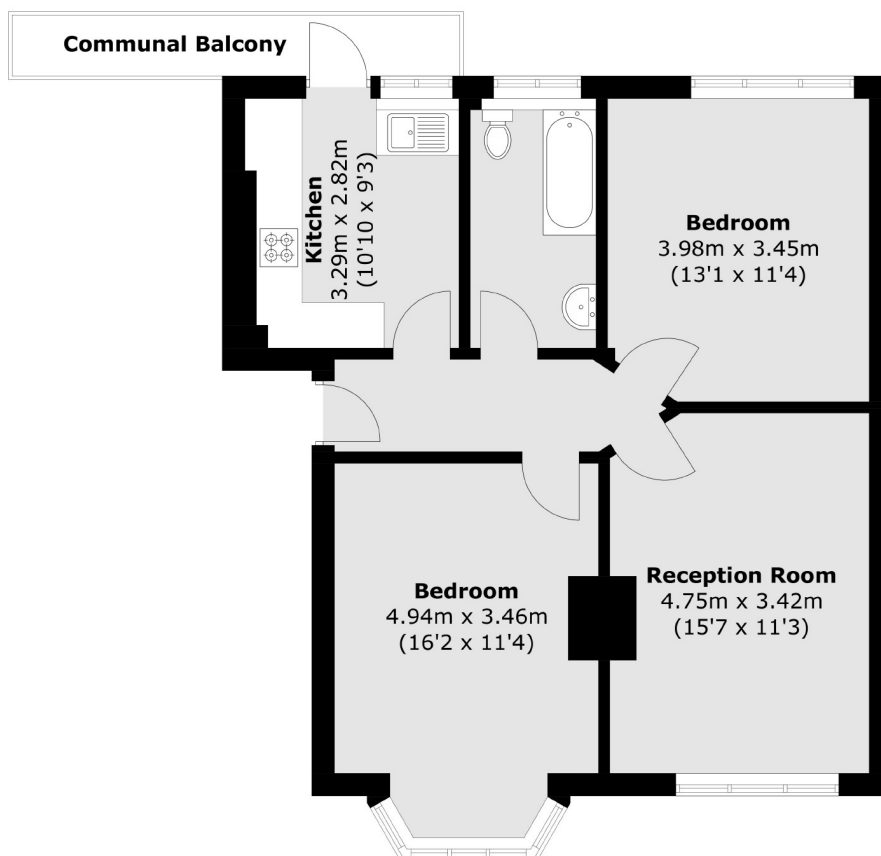 Communal Balcony
Kitchen
3.29m x 2.82m
(10'10 x 9'3)
Bedroom
3.98m x 3.45m
(13'1 x 11'4)
Bedroom
4.94m x 3.46m
(16'2 x 11'4)
Reception Room
4.75m x 3.42m
(15'7 x 11'3)